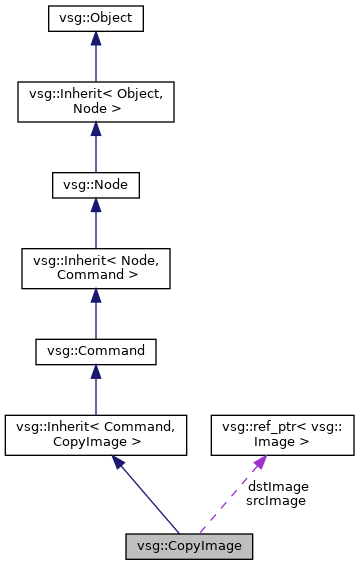 vsg::Object
vsg::Inherit< Object,
Node >
vsg::Node
vsg::Inherit< Node,
Command >
vsg::Command
vsg::Inherit< Command,
CopyImage >
vsg::ref_ptr< vsg::
Image >
dstImage
srcImage
vsg::CopyImage